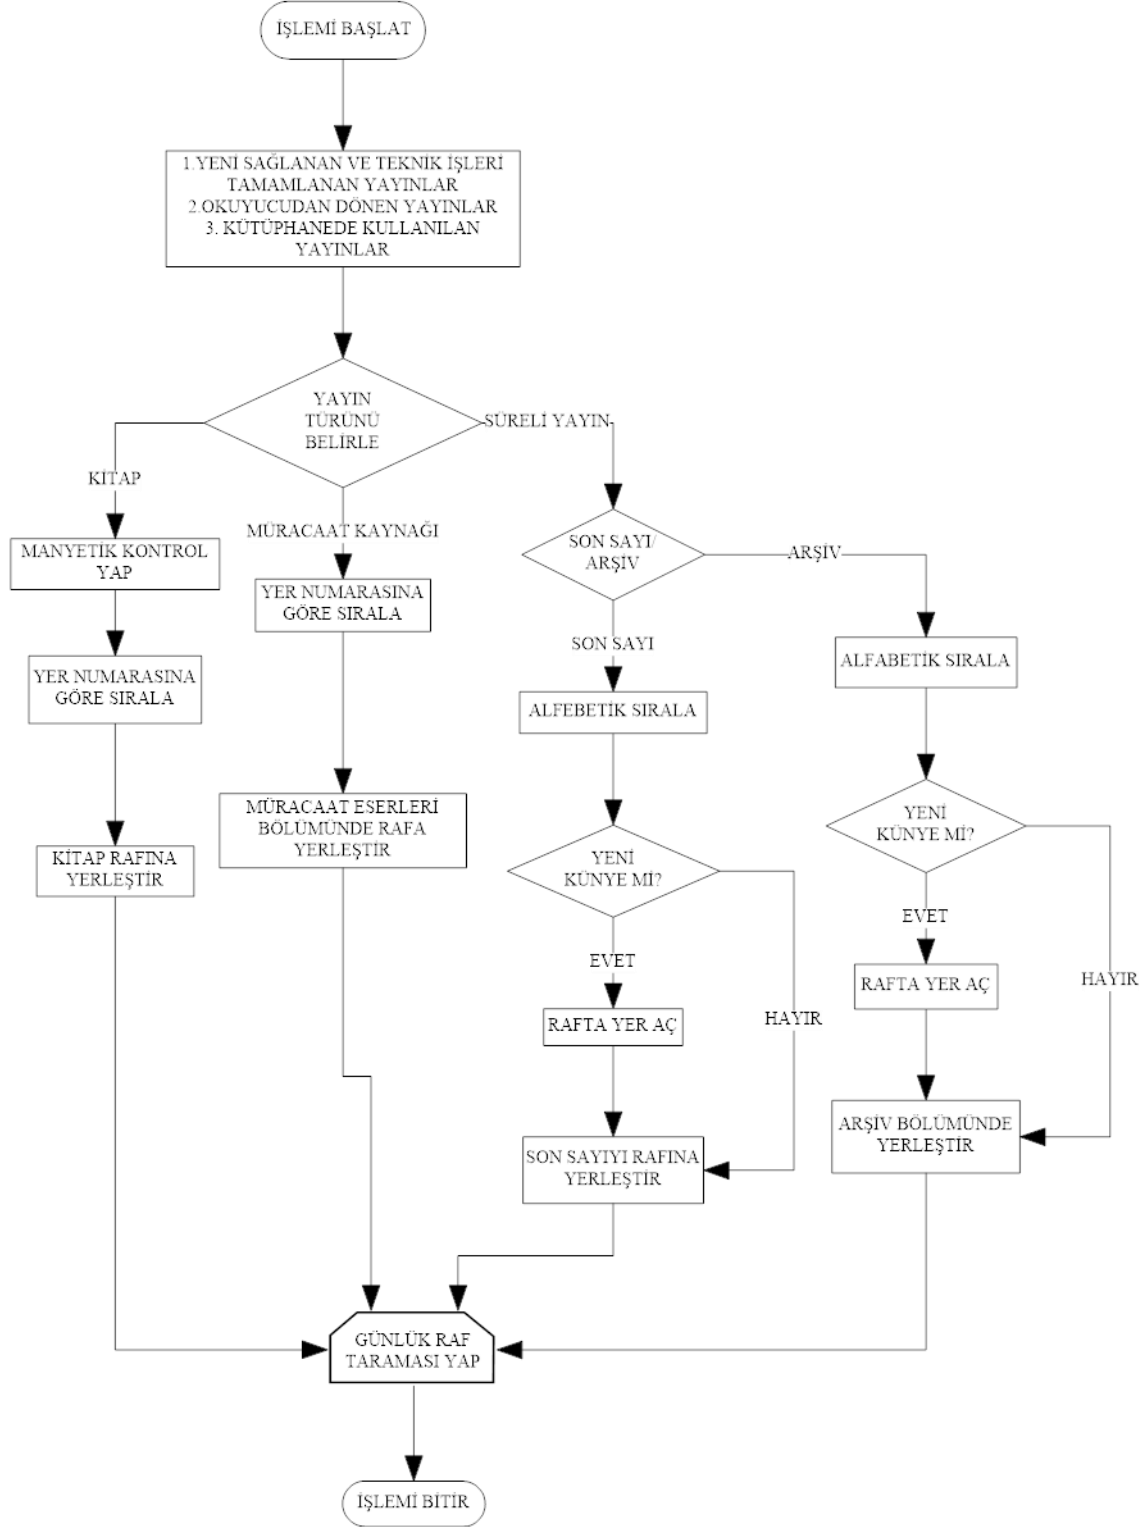 İŞLEMİ BAŞLAT
1.YENİ SAĞLANAN VE TEKNİK İŞLERİ
TAMAMLANAN YAYINLAR
2.OKUYUCUDAN DÖNEN YAYINLAR
3. KÜTÜPHANEDE KULLANILAN
YAYINLAR
YAYIN
TÜRÜNÜ
BELİRLE
KİTAP
MANYETİK KONTROL
YAP
YER NUMARASINA
GÖRE SIRALA
KİTAP RAFINA
YERLEŞTİR
MÜRACAAT KAYNAĞI
YER NUMARASINA
GÖRE SIRALA
MÜRACAAT ESERLERİ
BÖLÜMÜNDE RAFA
YERLEŞTİR
SÜRELİ YAYIN
SON SAYI/
ARŞİV
SON SAYI
ALFEBETİK SIRALA
YENİ
KÜNYE Mİ?
EVET
RAFTA YER AÇ
HAYIR
SON SAYIYI RAFINA
YERLEŞTİR
ARŞİV
ALFABETİK SIRALA
YENİ
KÜNYE Mİ?
EVET
RAFTA YER AÇ
HAYIR
ARŞİV BÖLÜMÜNDE
YERLEŞTİR
GÜNLÜK RAF
TARAMASI YAP
İŞLEMİ BİTİR